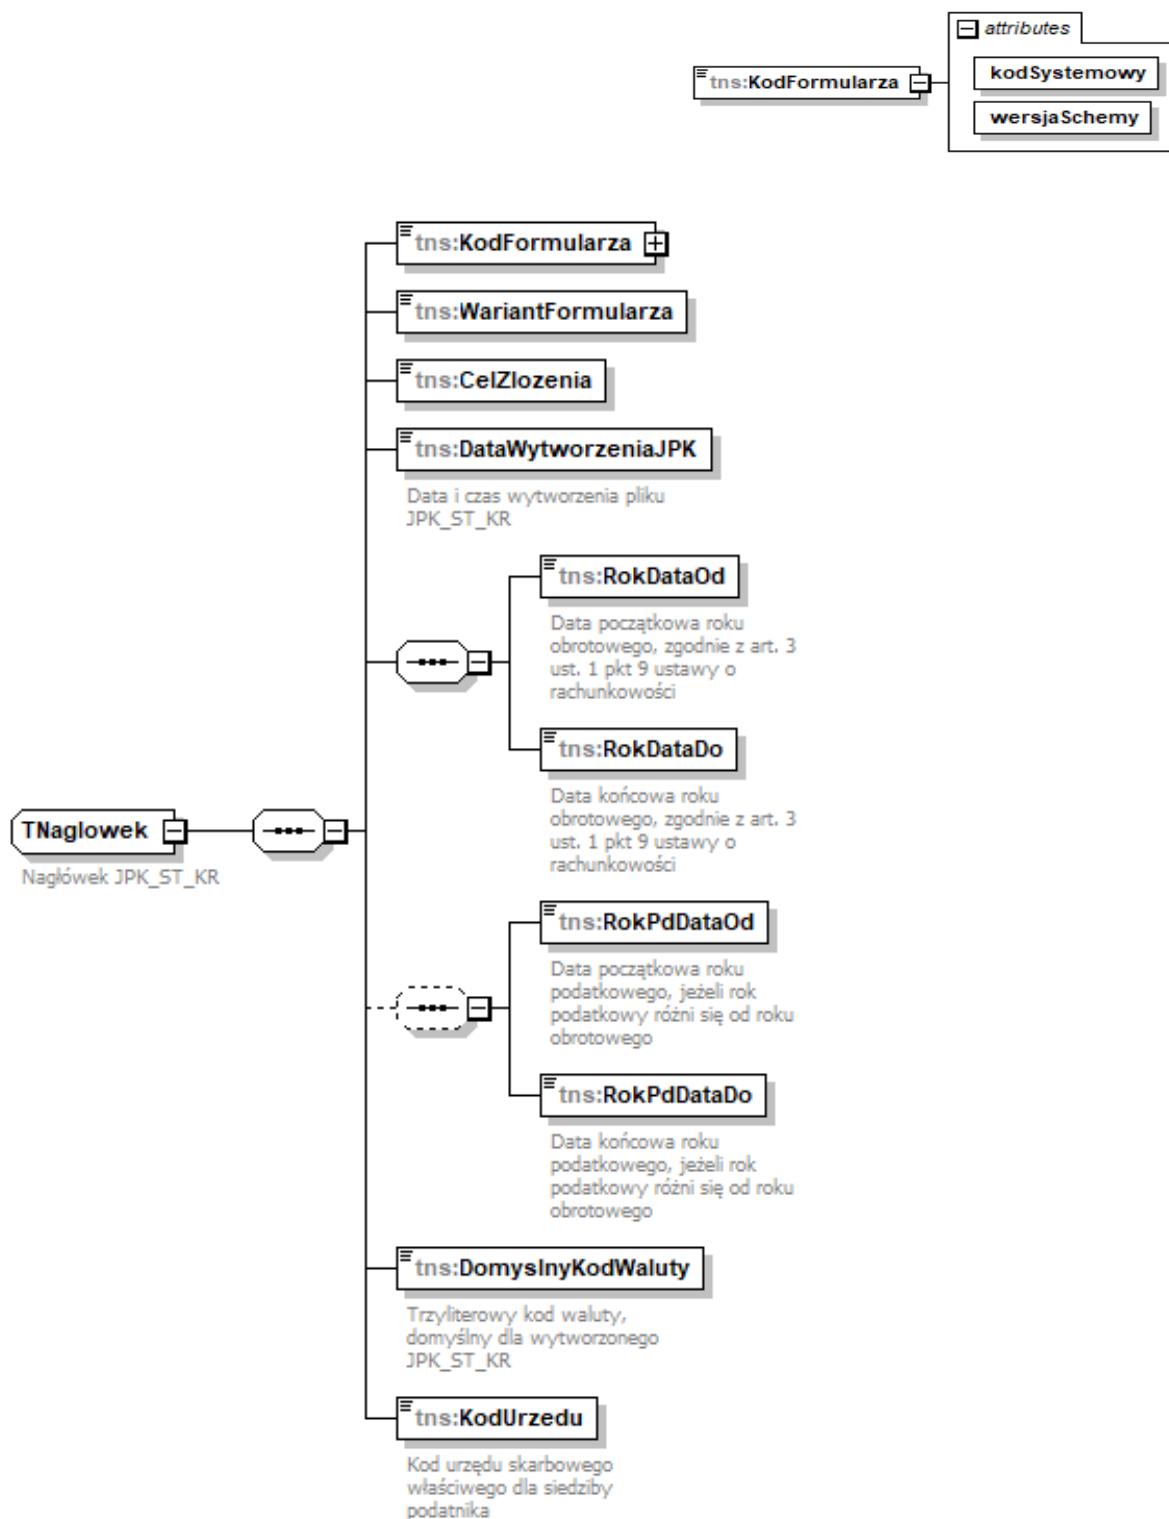 attributes
tns:KodFormularza
kodSystemowy
wersjaSchemy
tns:KodFormularza
tns:WariantFormularza
tns:CelZlozenia
tns:DataWytworzeniaJPK
Data i czas wytworzenia pliku
JPK_ST_KR
tns:RokDataOd
Data początkowa roku
obrotowego, zgodnie z art. 3
ust. 1 pkt 9 ustawy o
rachunkowości
tns:RokDataDo
Data końcowa roku
obrotowego, zgodnie z art. 3
ust. 1 pkt 9 ustawy o
rachunkowości
TNaglowek
Nagłówek JPK_ST_KR
tns:RokPdDataOd
Data początkowa roku
podatkowego, jeżeli rok
podatkowy różni się od roku
obrotowego
tns:RokPdDataDo
Data końcowa roku
podatkowego, jeżeli rok
podatkowy różni się od roku
obrotowego
tns:DomyslnyKodWaluty
Trzyliterowy kod waluty,
domyślny dla wytworzonego
JPK_ST_KR
tns:KodUrzedu
Kod urzędu skarbowego
właściwego dla siedziby
podatnika